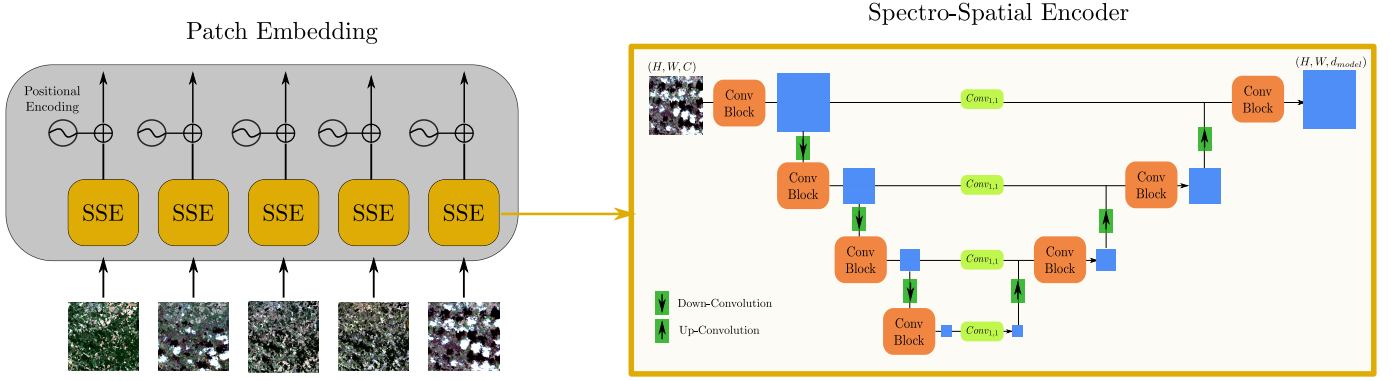 Patch Embedding
Positional
Encoding
SSE SSE SSE SSE SSE
Spectro-Spatial Encoder
(H, W, C)
(H, W, d_{model})
Conv
Block
Conv_{1,1}
Conv
Block
Conv
Block
Conv_{1,1}
Conv
Block
Conv
Block
Conv_{1,1}
Conv
Block
Conv
Block
Conv_{1,1}
Down-Convolution
Up-Convolution